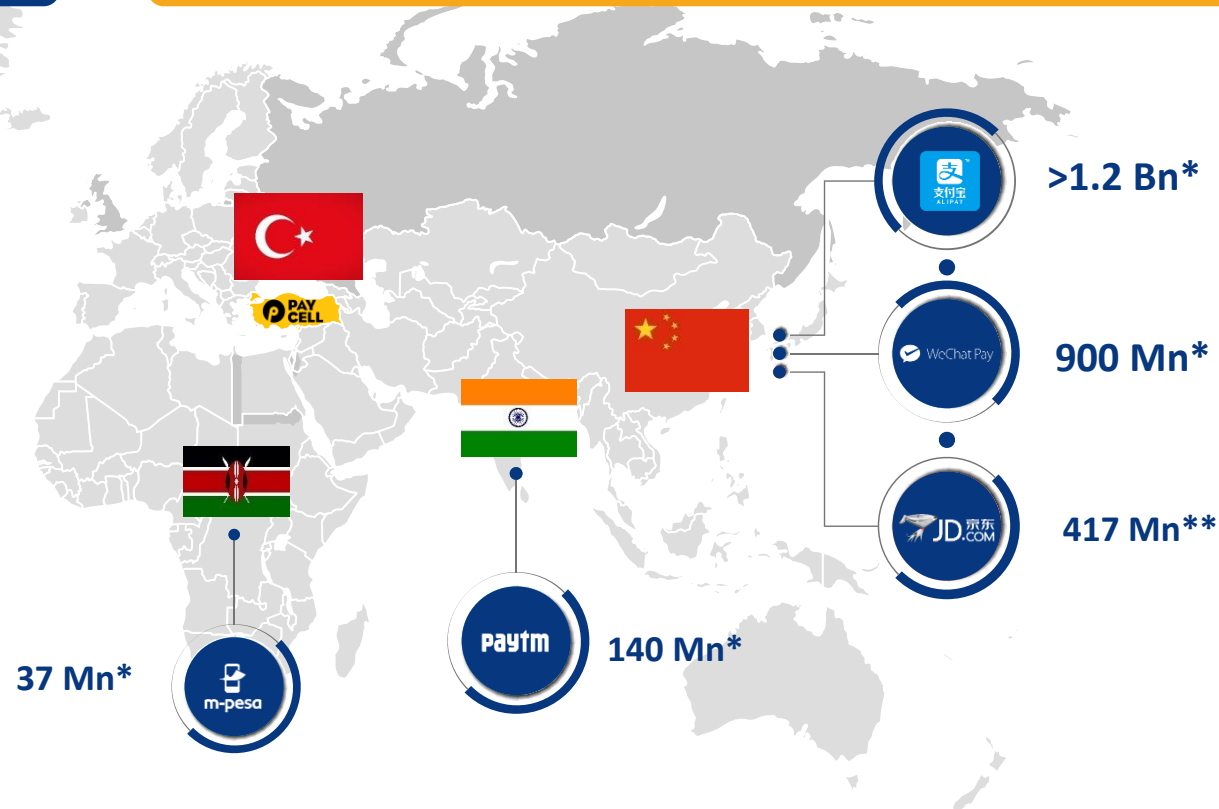 支
支付宝
ALIPAY
>1.2 Bn*
PAY
CELL
WeChat Pay
900 Mn*
JD.京东
.COM
417 Mn**
paytm
140 Mn*
37 Mn*
m-pesa